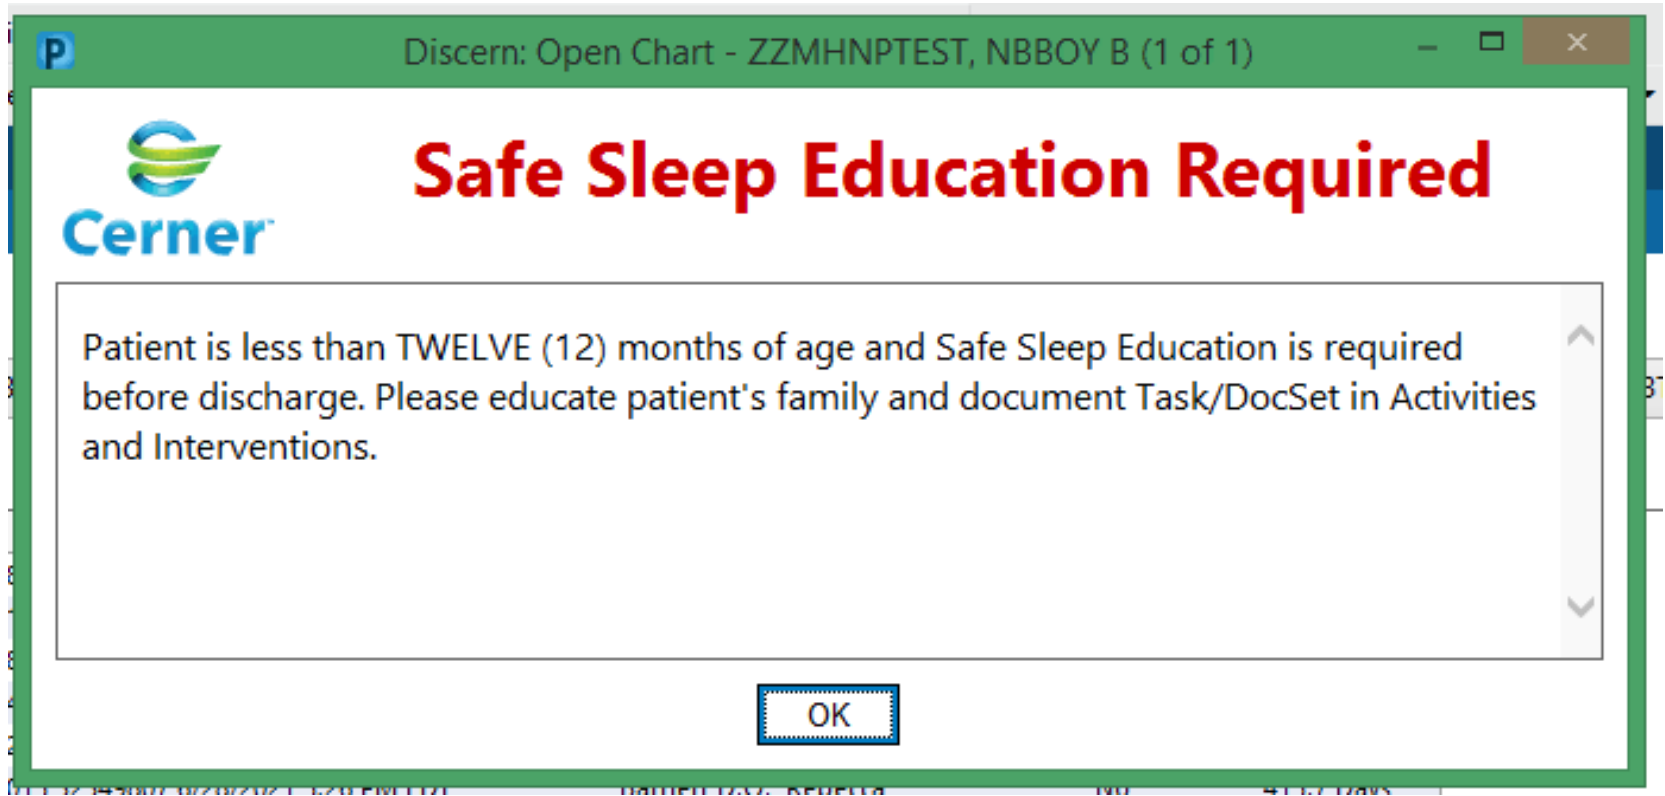 Discern: Open Chart - ZZMHNPTEST, NBBOY B (1 of 1)
Cerner™
Safe Sleep Education Required
Patient is less than TWELVE (12) months of age and Safe Sleep Education is required
before discharge. Please educate patient's family and document Task/DocSet in Activities
and Interventions.
OK